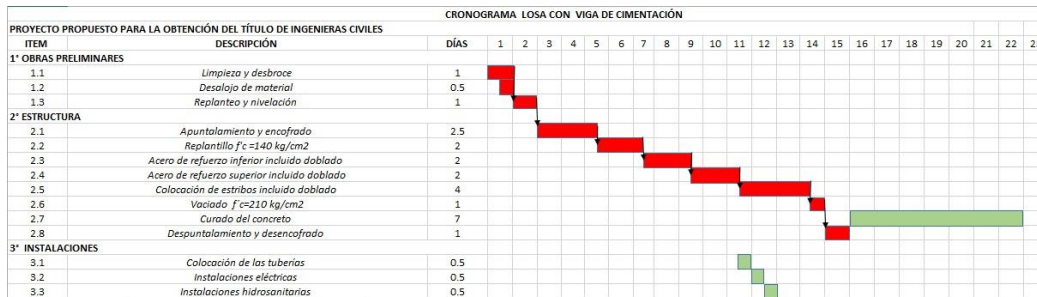 CRONOGRAMA LOSA CON VIGA DE CIMENTACIÓN
PROYECTO PROPUESTO PARA LA OBTENCIÓN DEL TÍTULO DE INGENIERAS CIVILES
ITEM DESCRIPCIÓN DÍAS 1 2 3 4 5 6 7 8 9 10 11 12 13 14 15 16 17 18 19 20 21 22
1° OBRAS PRELIMINARES
1.1 Limpieza y desbroce 1
1.2 Desalojo de material 0.5
1.3 Replanteo y nivelación 1
2° ESTRUCTURA
2.1 Apuntalamiento y encofrado 2.5
2.2 Replantillo f'c =140 kg/cm2 2
2.3 Acero de refuerzo inferior incluido doblado 2
2.4 Acero de refuerzo superior incluido doblado 2
2.5 Colocación de estribos incluido doblado 4
2.6 Vaciado f´c=210 kg/cm2 1
2.7 Curado del concreto 7
2.8 Despuntalamiento y desencofrado 1
3° INSTALACIONES
3.1 Colocación de las tuberías 0.5
3.2 Instalaciones eléctricas 0.5
3.3 Instalaciones hidrosanitarias 0.5